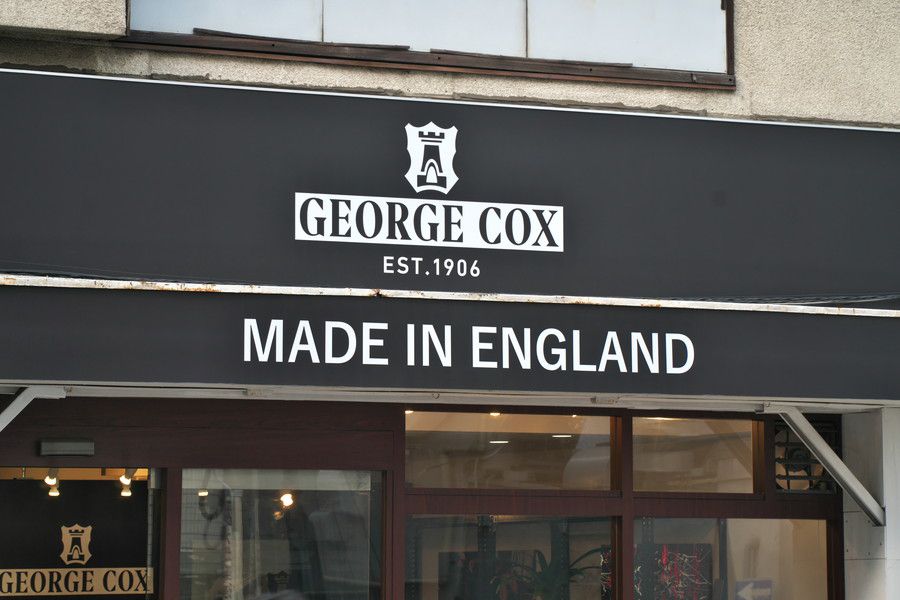 GEORGE COX
EST.1906
MADE IN ENGLAND
GEORGE COX